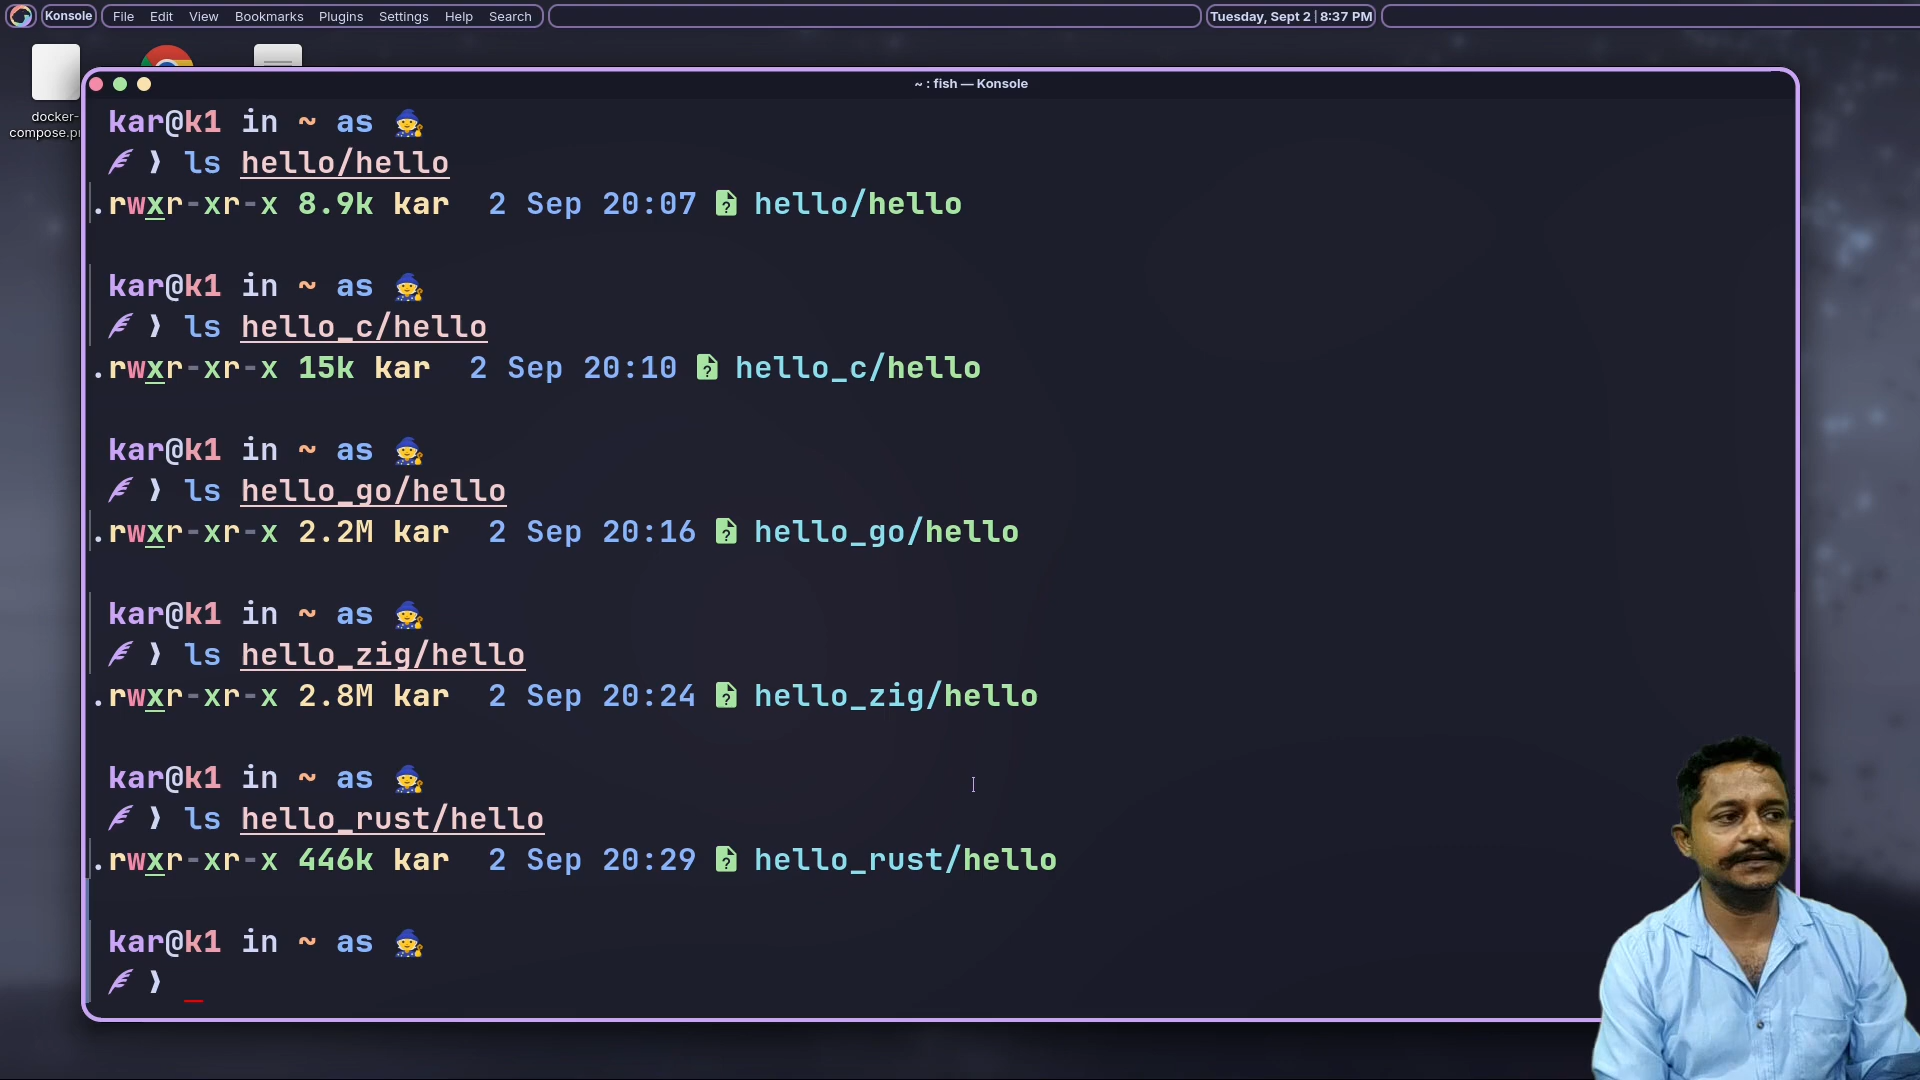 Konsole File Edit View Bookmarks Plugins Settings Help Search Tuesday, Sept 2 | 8:37 PM
docker-
compose.p
~ : fish — Konsole
kar@k1 in ~ as
❱ ls hello/hello
.rwxr-xr-x 8.9k kar 2 Sep 20:07 hello/hello
kar@k1 in ~ as
❱ ls hello_c/hello
.rwxr-xr-x 15k kar 2 Sep 20:10 hello_c/hello
kar@k1 in ~ as
❱ ls hello_go/hello
.rwxr-xr-x 2.2M kar 2 Sep 20:16 hello_go/hello
kar@k1 in ~ as
❱ ls hello_zig/hello
.rwxr-xr-x 2.8M kar 2 Sep 20:24 hello_zig/hello
kar@k1 in ~ as
❱ ls hello_rust/hello
.rwxr-xr-x 446k kar 2 Sep 20:29 hello_rust/hello
kar@k1 in ~ as
❱ _